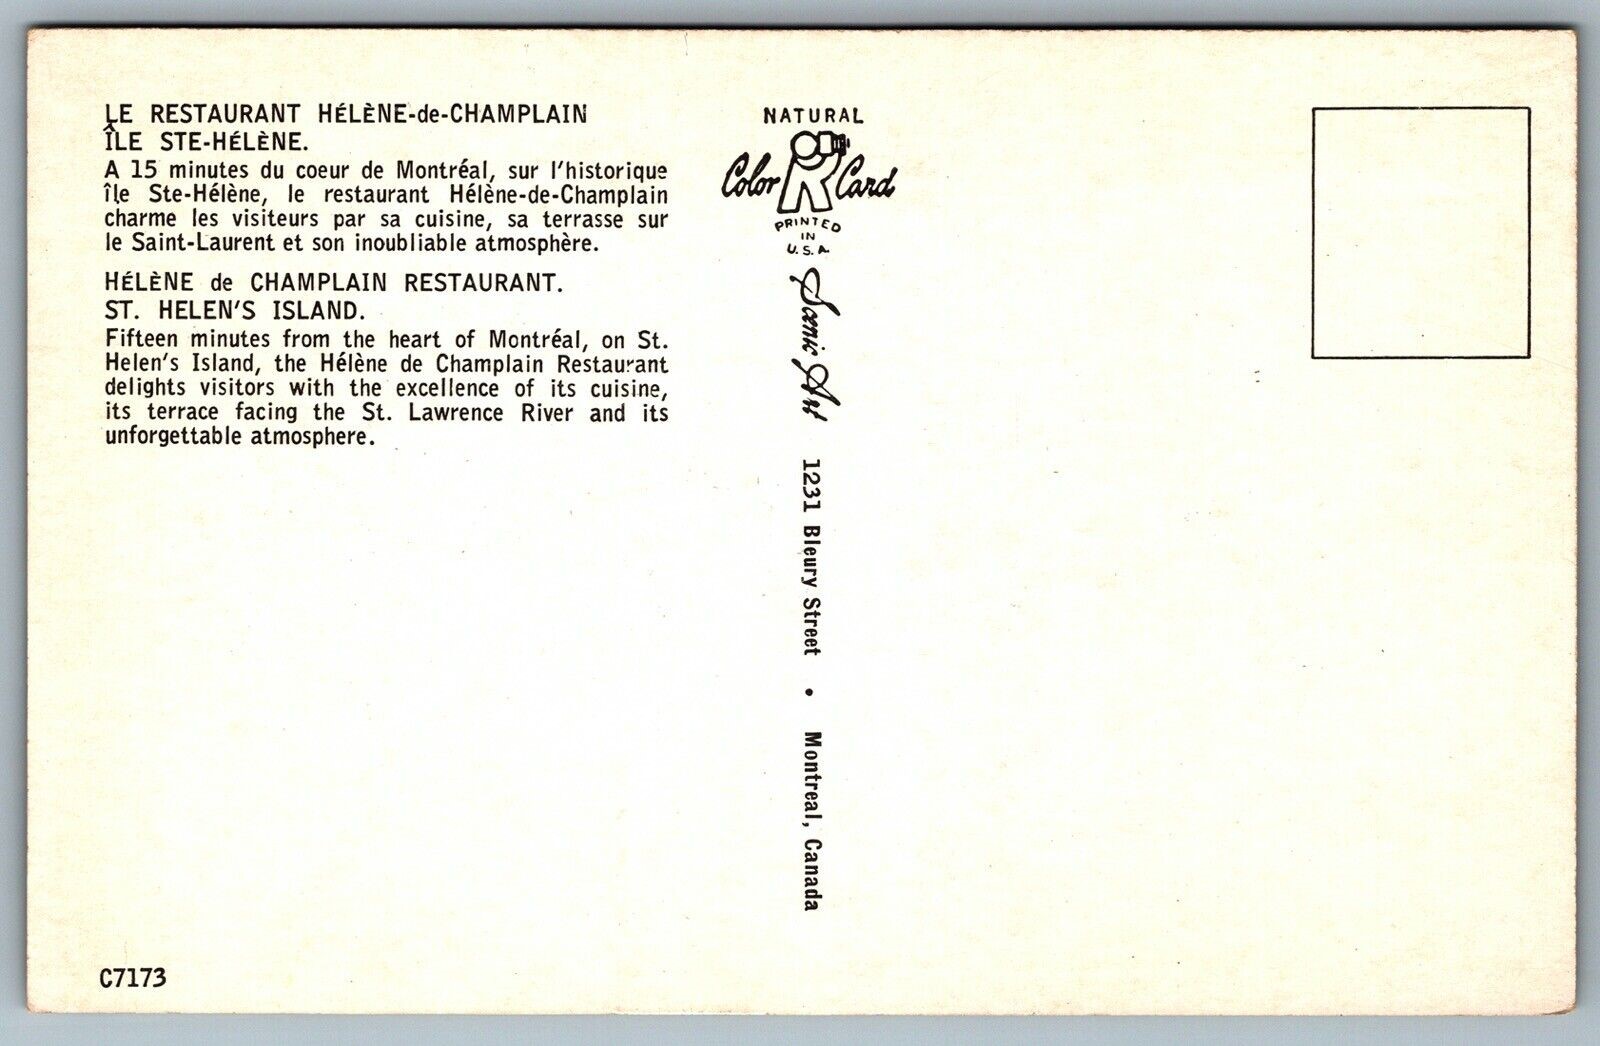 LE RESTAURANT HÉLÈNE-de-CHAMPLAIN
ÎLE STE-HÉLÈNE.
A 15 minutes du coeur de Montréal, sur l'historique
île Ste-Hélène, le restaurant Hélène-de-Champlain
charme les visiteurs par sa cuisine, sa terrasse sur
le Saint-Laurent et son inoubliable atmosphère.
HÉLÈNE de CHAMPLAIN RESTAURANT.
ST. HELEN'S ISLAND.
Fifteen minutes from the heart of Montréal, on St.
Helen's Island, the Hélène de Champlain Restaurant
delights visitors with the excellence of its cuisine,
its terrace facing the St. Lawrence River and its
unforgettable atmosphere.
C7173
NATURAL
Color R Card
PRINTED
IN
U.S.A.
Scenic Art 1231 Bleury Street • Montreal, Canada